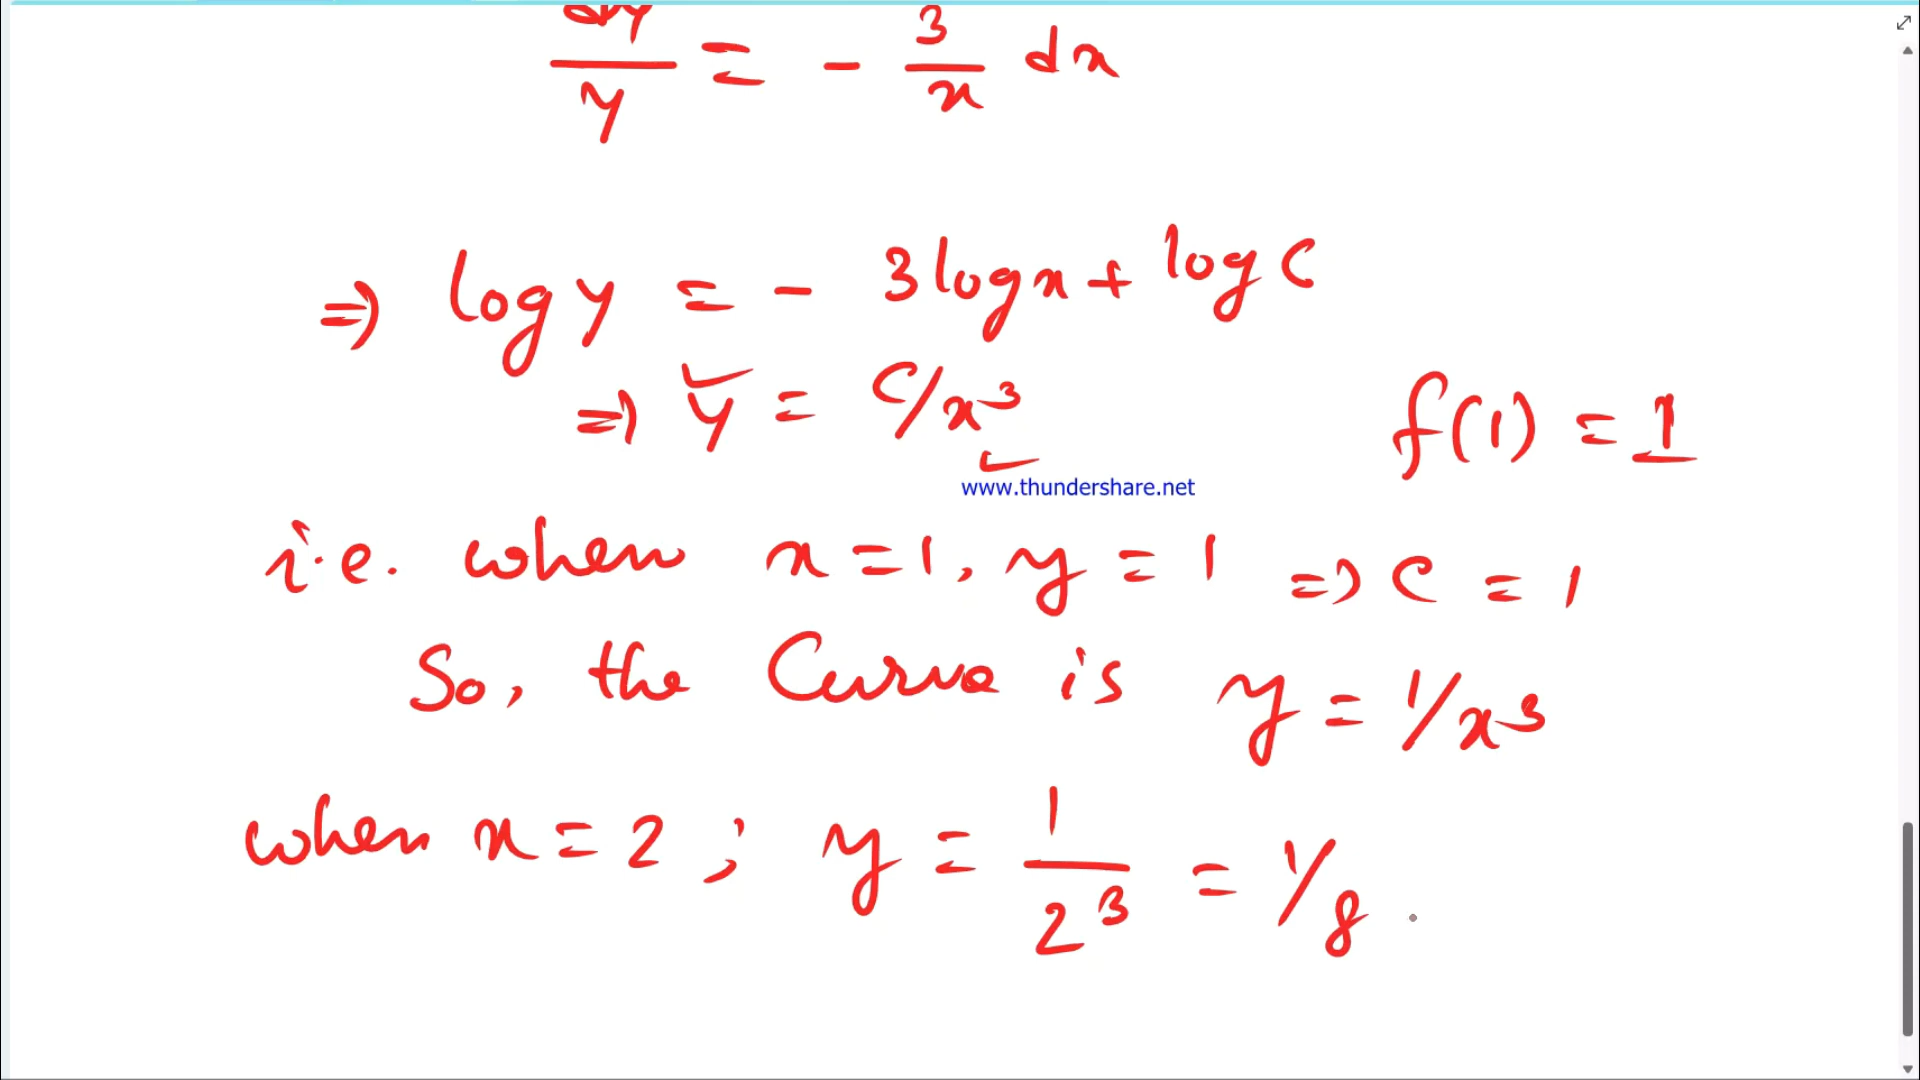 dy/y = - 3/x dx
⇒ log y = - 3 log x + log c
⇒ y = c/x³
f(1) = 1
www.thundershare.net
i.e. when x = 1, y = 1 ⇒ c = 1
So, the Curve is y = 1/x³
when x = 2 ; y = 1/2³ = 1/8 .